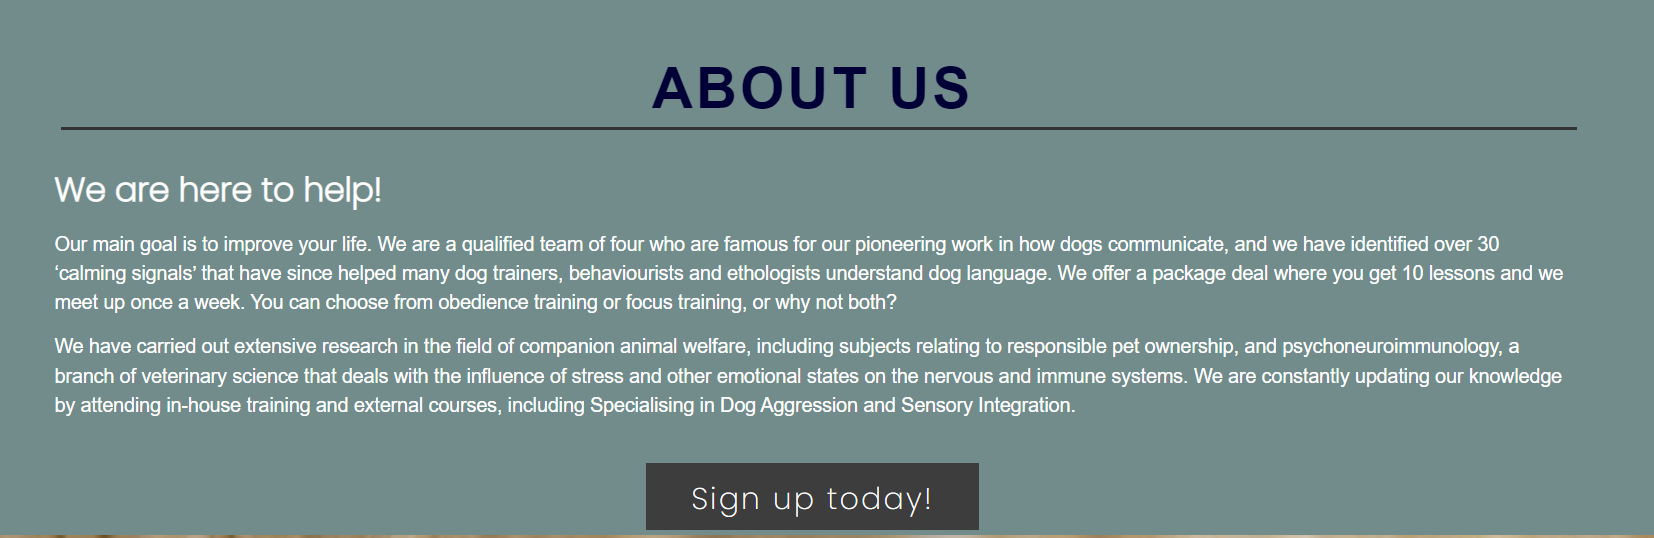 ABOUT US
We are here to help!
Our main goal is to improve your life. We are a qualified team of four who are famous for our pioneering work in how dogs communicate, and we have identified over 30
‘calming signals’ that have since helped many dog trainers, behaviourists and ethologists understand dog language. We offer a package deal where you get 10 lessons and we
meet up once a week. You can choose from obedience training or focus training, or why not both?
We have carried out extensive research in the field of companion animal welfare, including subjects relating to responsible pet ownership, and psychoneuroimmunology, a
branch of veterinary science that deals with the influence of stress and other emotional states on the nervous and immune systems. We are constantly updating our knowledge
by attending in-house training and external courses, including Specialising in Dog Aggression and Sensory Integration.
Sign up today!